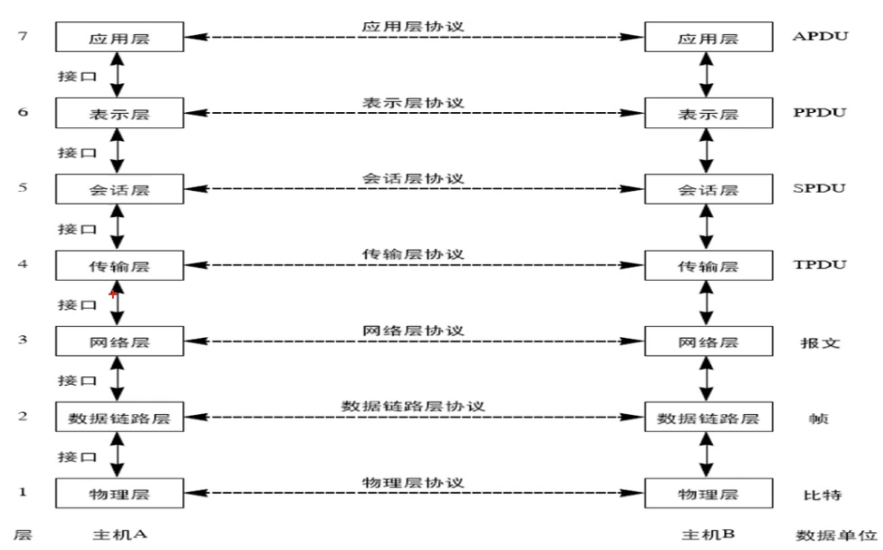 应用层协议
7 应用层 应用层 APDU
接口
表示层协议
6 表示层 表示层 PPDU
接口
会话层协议
5 会话层 会话层 SPDU
接口
传输层协议
4 传输层 传输层 TPDU
接口
网络层协议
3 网络层 网络层 报文
接口
数据链路层协议
2 数据链路层 数据链路层 帧
接口
物理层协议
1 物理层 物理层 比特
层 主机A 主机B 数据单位